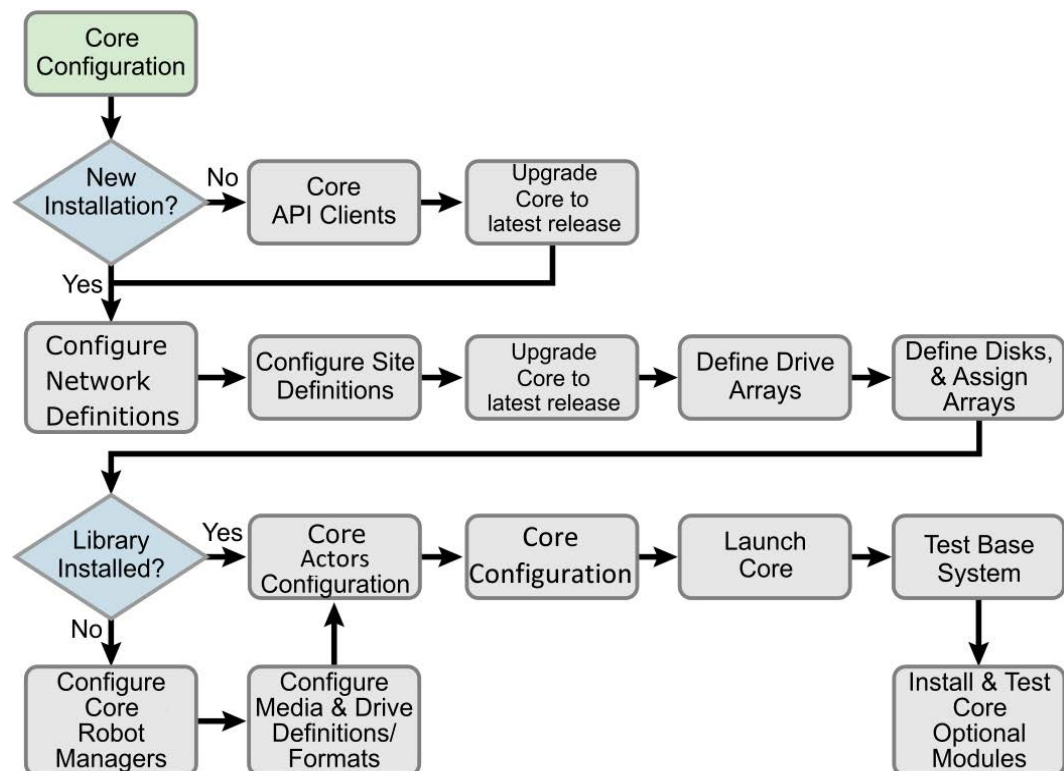 Core
Configuration
New
Installation?
No
Core
API Clients
Upgrade
Core to
latest release
Yes
Configure
Network
Definitions
Configure Site
Definitions
Upgrade
Core to
latest release
Define Drive
Arrays
Define Disks,
& Assign
Arrays
Library
Installed?
Yes
Core
Actors
Configuration
Core
Configuration
Launch
Core
Test Base
System
No
Configure
Core
Robot
Managers
Configure
Media & Drive
Definitions/
Formats
Install & Test
Core
Optional
Modules